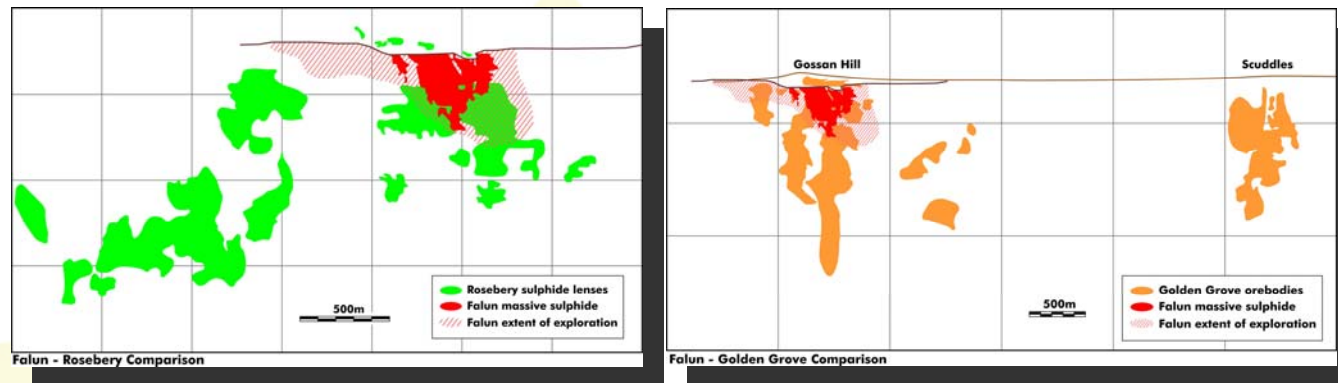 500m
Rosebery sulphide lenses
Falun massive sulphide
Falun extent of exploration
Falun - Rosebery Comparison
Gossan Hill
Scuddles
500m
Golden Grove orebodies
Falun massive sulphide
Falun extent of exploration
Falun - Golden Grove Comparison